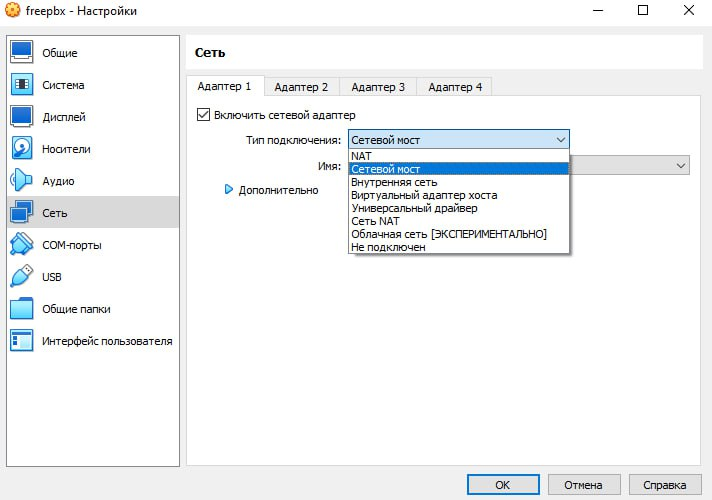 freepbx - Настройки
Общие
Система
Дисплей
Носители
Аудио
Сеть
COM-порты
USB
Общие папки
Интерфейс пользователя
Сеть
Адаптер 1 Адаптер 2 Адаптер 3 Адаптер 4
Включить сетевой адаптер
Тип подключения: Сетевой мост
NAT
Сетевой мост
Внутренняя сеть
Виртуальный адаптер хоста
Универсальный драйвер
Сеть NAT
Облачная сеть [ЭКСПЕРИМЕНТАЛЬНО]
Не подключен
Имя:
Дополнительно
OK Отмена Справка